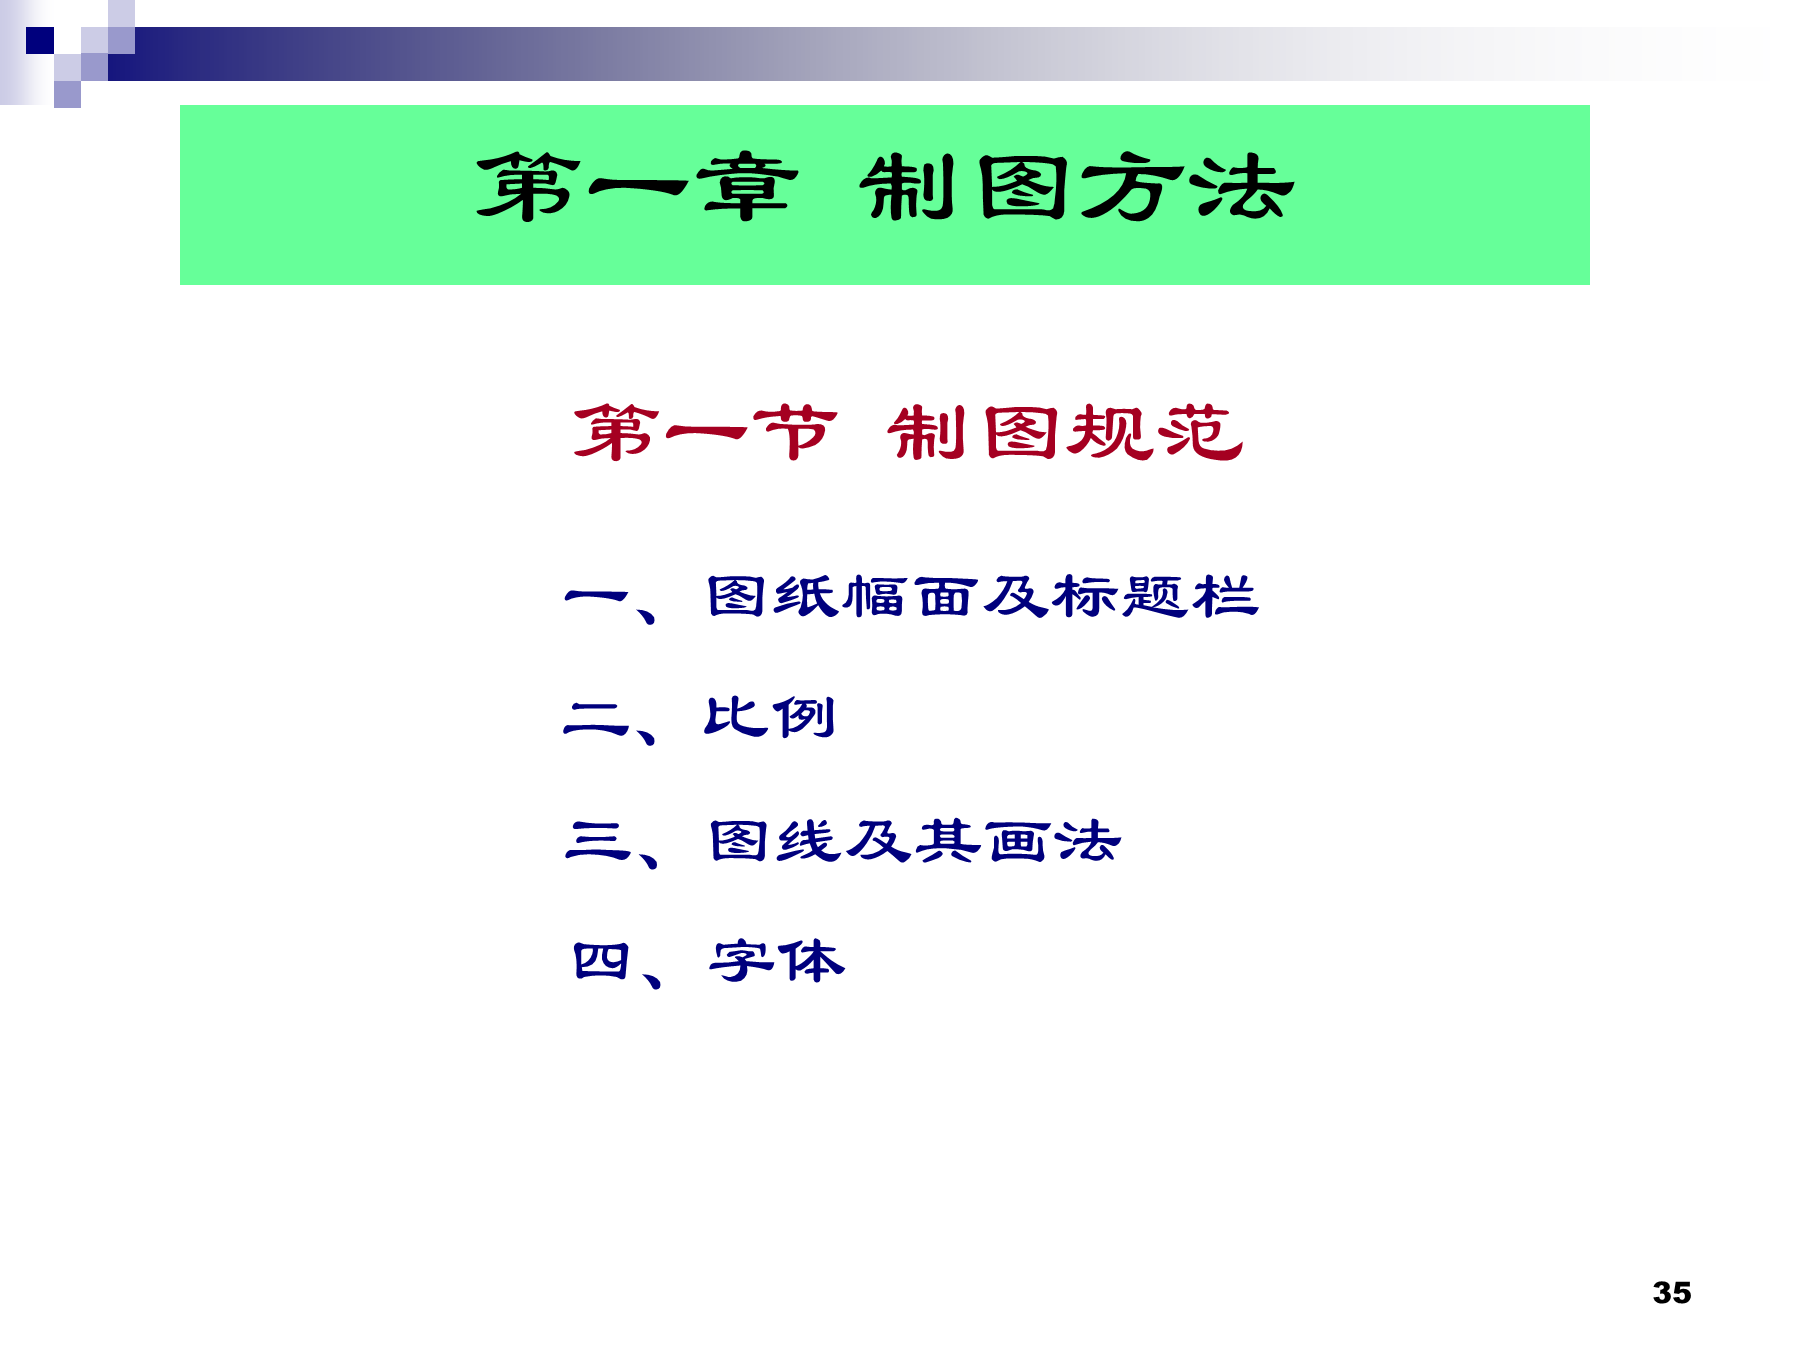 第一章 制图方法
第一节 制图规范
一、图纸幅面及标题栏
二、比例
三、图线及其画法
四、字体
35